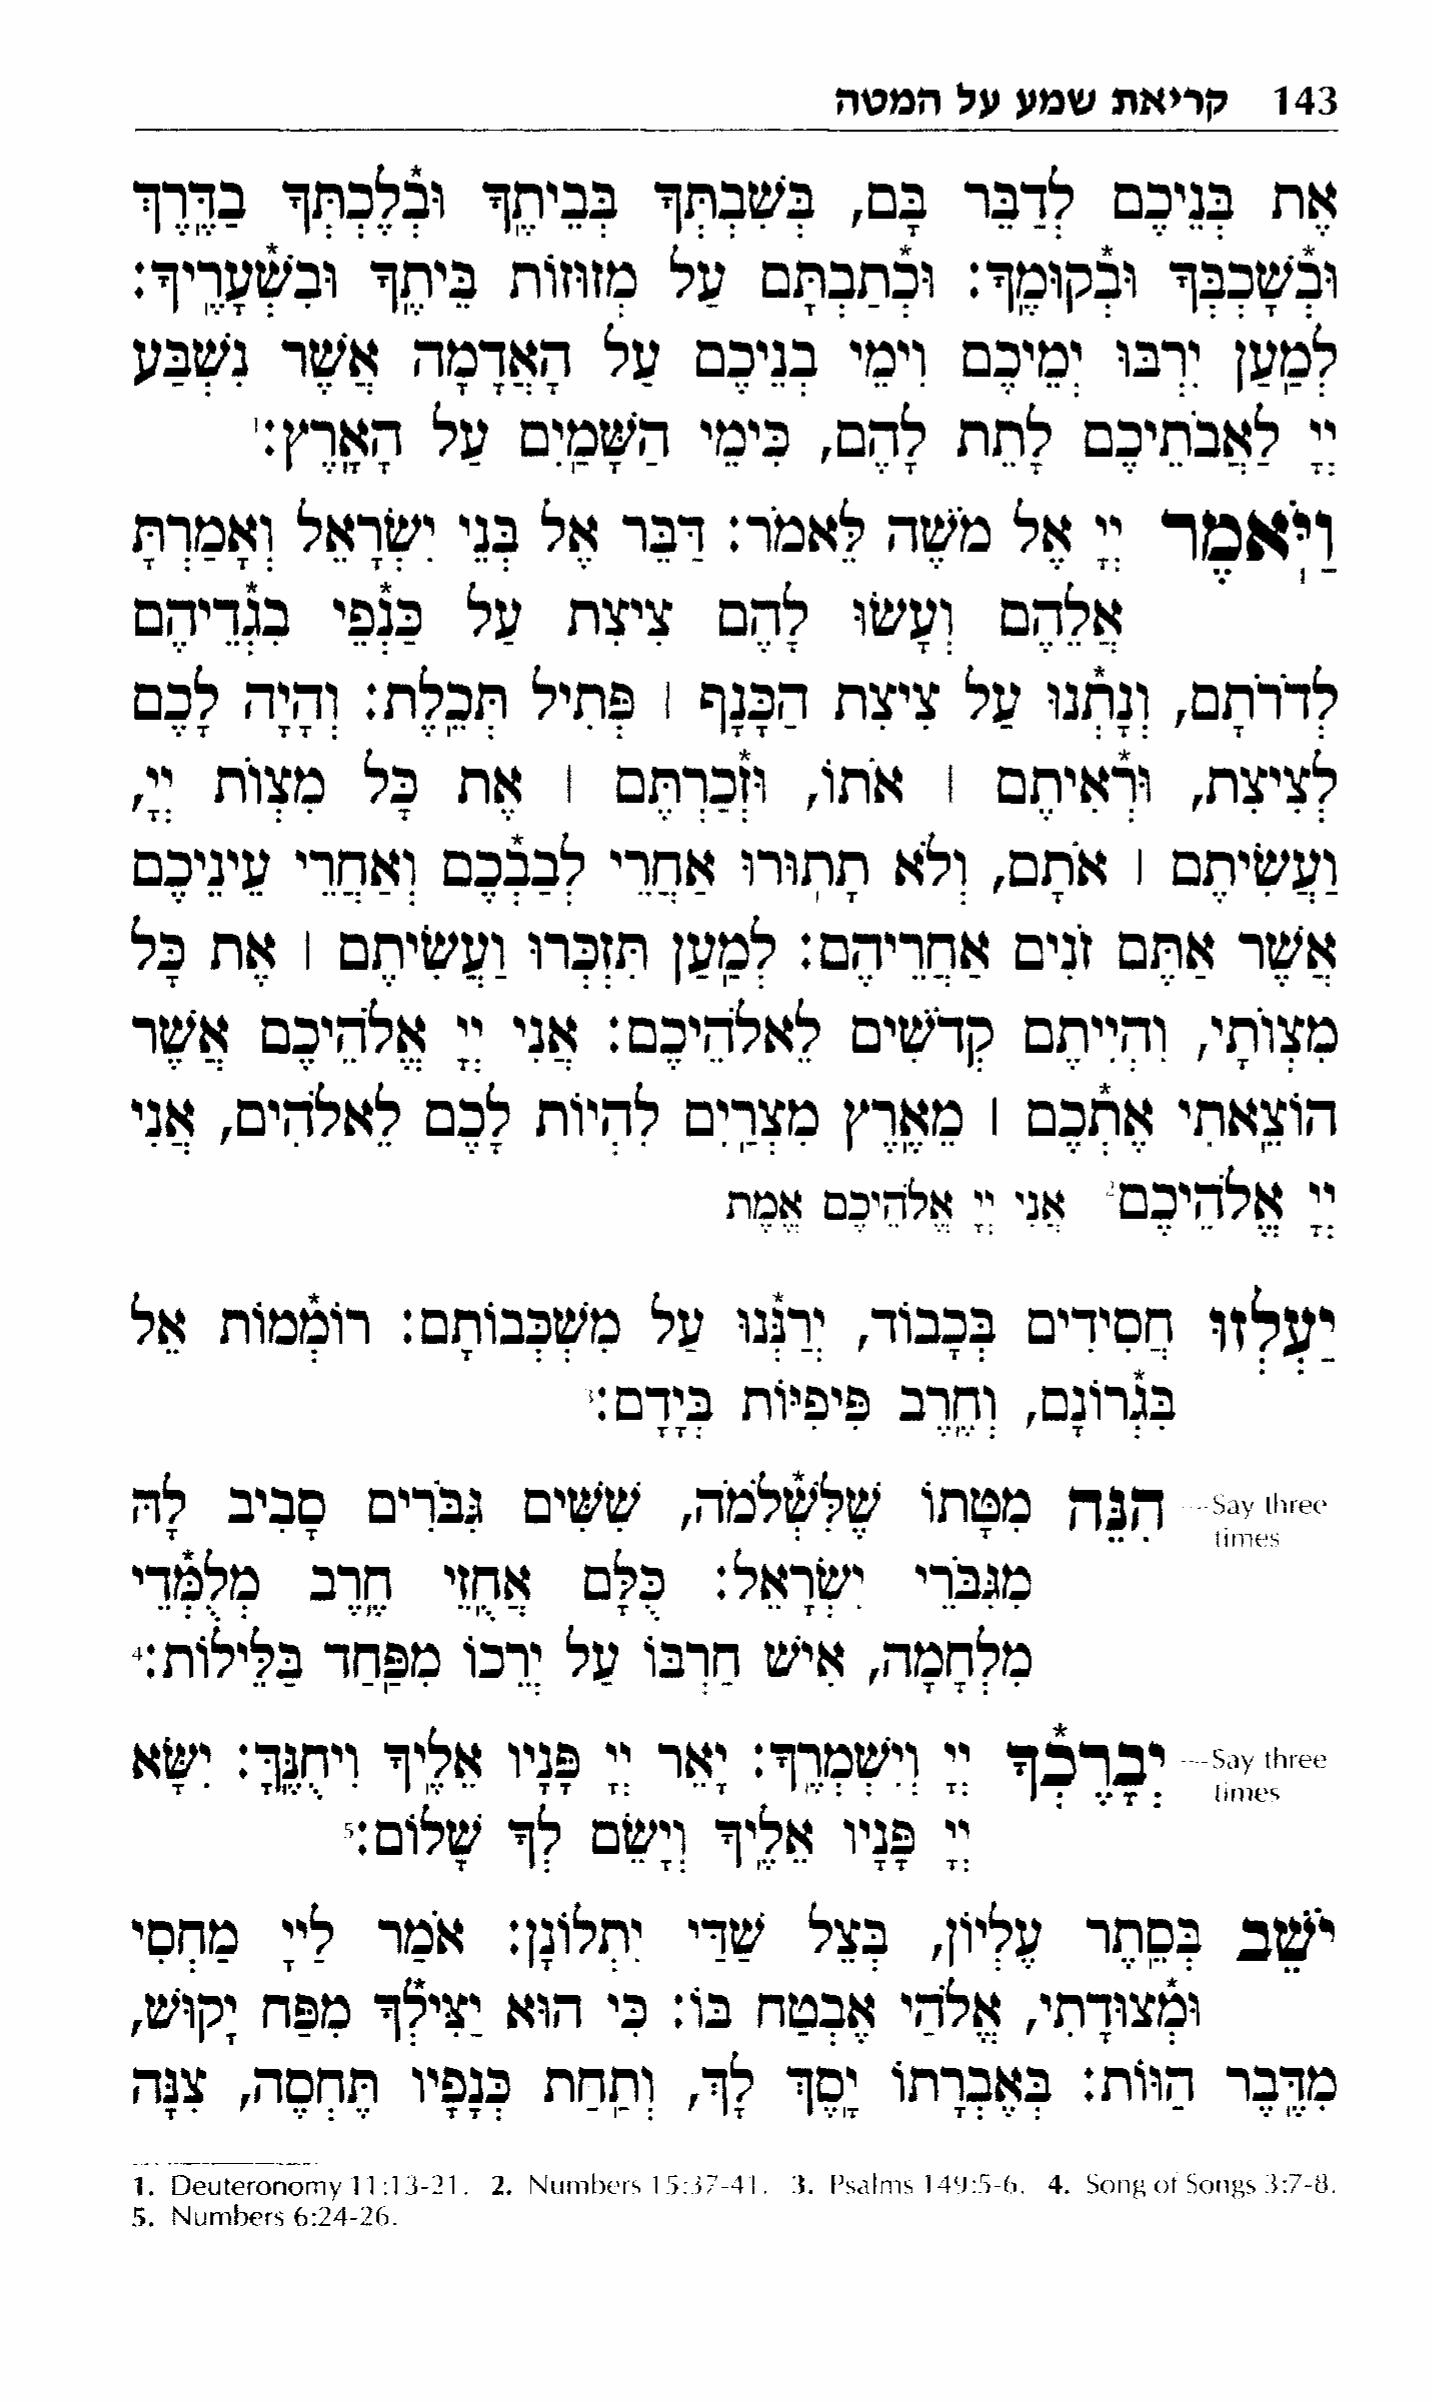 143 קריאת שמע על המטה
אֶת בְּנֵיכֶם לְדַבֵּר בָּם, בְּשִׁבְתְּךָ בְּבֵיתֶךָ וּבְֿלֶכְתְּךָ בַדֶּרֶךְ
וּבְֿשָׁכְבְּךָ וּבְֿקוּמֶךָ: וּכְֿתַבְתָּם עַל מְזוּזוֹת בֵּיתֶךָ וּבִשְֿׁעָרֶיךָ:
לְמַעַן יִרְבּוּ יְמֵיכֶם וִימֵי בְנֵיכֶם עַל הָאֲדָמָה אֲשֶׁר נִשְׁבַּע
יְיָ לַאֲבֹתֵיכֶם לָתֵת לָהֶם, כִּימֵי הַשָּׁמַיִם עַל הָאָרֶץ:¹
וַיֹּאמֶר יְיָ אֶל מֹשֶׁה לֵּאמֹר: דַּבֵּר אֶל בְּנֵי יִשְׂרָאֵל וְאָמַרְתָּ
אֲלֵהֶם וְעָשׂוּ לָהֶם צִיצִת עַל כַּנְֿפֵי בִגְֿדֵיהֶם
לְדֹרֹתָם, וְנָתְֿנוּ עַל צִיצִת הַכָּנָף | פְּתִיל תְּכֵלֶת: וְהָיָה לָכֶם
לְצִיצִת, וּרְֿאִיתֶם | אֹתוֹ, וּזְֿכַרְתֶּם | אֶת כָּל מִצְוֹת יְיָ,
וַעֲשִׂיתֶם | אֹתָם, וְלֹא תָתוּרוּ אַחֲרֵי לְבַבְֿכֶם וְאַחֲרֵי עֵינֵיכֶם
אֲשֶׁר אַתֶּם זֹנִים אַחֲרֵיהֶם: לְמַעַן תִּזְכְּרוּ וַעֲשִׂיתֶם | אֶת כָּל
מִצְוֹתָי, וִהְיִיתֶם קְדֹשִׁים לֵאלֹהֵיכֶם: אֲנִי יְיָ אֱלֹהֵיכֶם אֲשֶׁר
הוֹצֵאתִי אֶתְֿכֶם | מֵאֶרֶץ מִצְרַיִם לִהְיוֹת לָכֶם לֵאלֹהִים, אֲנִי
יְיָ אֱלֹהֵיכֶם² אֲנִי יְיָ אֱלֹהֵיכֶם אֱמֶת
יַעְלְזוּ חֲסִידִים בְּכָבוֹד, יְרַנְּֿנוּ עַל מִשְׁכְּבוֹתָם: רוֹמְֿמוֹת אֵל
בִּגְֿרוֹנָם, וְחֶרֶב פִּיפִיּוֹת בְּיָדָם:³
Say three times— הִנֵּה מִטָּתוֹ שֶׁלִּשְֿׁלֹמֹה, שִׁשִּׁים גִּבֹּרִים סָבִיב לָהּ
מִגִּבֹּרֵי יִשְׂרָאֵל: כֻּלָּם אֲחֻזֵי חֶרֶב מְלֻמְּֿדֵי
מִלְחָמָה, אִישׁ חַרְבּוֹ עַל יְרֵכוֹ מִפַּחַד בַּלֵּילוֹת:⁴
Say three times— יְבָרֶכְֿךָ יְיָ וְיִשְׁמְרֶךָ: יָאֵר יְיָ פָּנָיו אֵלֶיךָ וִיחֻנֶּךָּ: יִשָּׂא
יְיָ פָּנָיו אֵלֶיךָ וְיָשֵׂם לְךָ שָׁלוֹם:⁵
ישֵׁב בְּסֵתֶר עֶלְיוֹן, בְּצֵל שַׁדַּי יִתְלוֹנָן: אֹמַר לַייָ מַחְסִי
וּמְֿצוּדָתִי, אֱלֹהַי אֶבְטַח בּוֹ: כִּי הוּא יַצִּילְֿךָ מִפַּח יָקוּשׁ,
מִדֶּבֶר הַוּוֹת: בְּאֶבְרָתוֹ יָסֶךְ לָךְ, וְתַחַת כְּנָפָיו תֶּחְסֶה, צִנָּה
1. Deuteronomy 11:13-21. 2. Numbers 15:37-41. 3. Psalms 149:5-6. 4. Song of Songs 3:7-8.
5. Numbers 6:24-26.